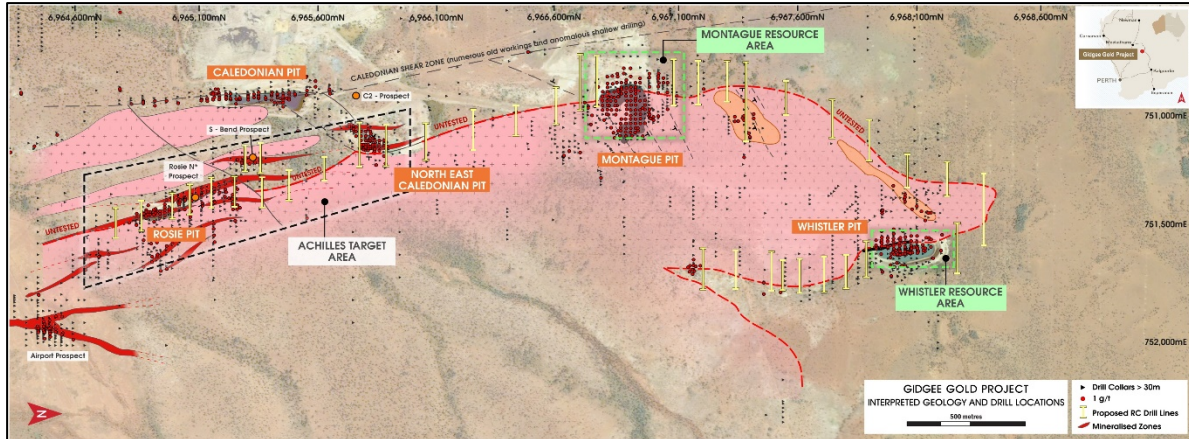 6,964,600mN
6,965,100mN
6,965,600mN
6,966,100mN
6,966,600mN
6,967,100mN
6,967,600mN
6,968,100mN
6,968,600mN
MONTAGUE RESOURCE
AREA
CALEDONIAN SHEAR ZONE (numerous old workings and anomalous shallow drilling)
CALEDONIAN PIT
C2 - Prospect
S - Bend Prospect
Rosie Nth
Prospect
UNTESTED
UNTESTED
UNTESTED
UNTESTED
NORTH EAST
CALEDONIAN PIT
MONTAGUE PIT
ROSIE PIT
ACHILLES TARGET
AREA
WHISTLER PIT
WHISTLER RESOURCE
AREA
Airport Prospect
751,000mE
751,500mE
752,000mE
Gidgee Gold Project
PERTH
Kalgoorlie
N
GIDGEE GOLD PROJECT
INTERPRETED GEOLOGY AND DRILL LOCATIONS
500 metres
Drill Collars > 30m
1 g/t
Proposed RC Drill Lines
Mineralised Zones